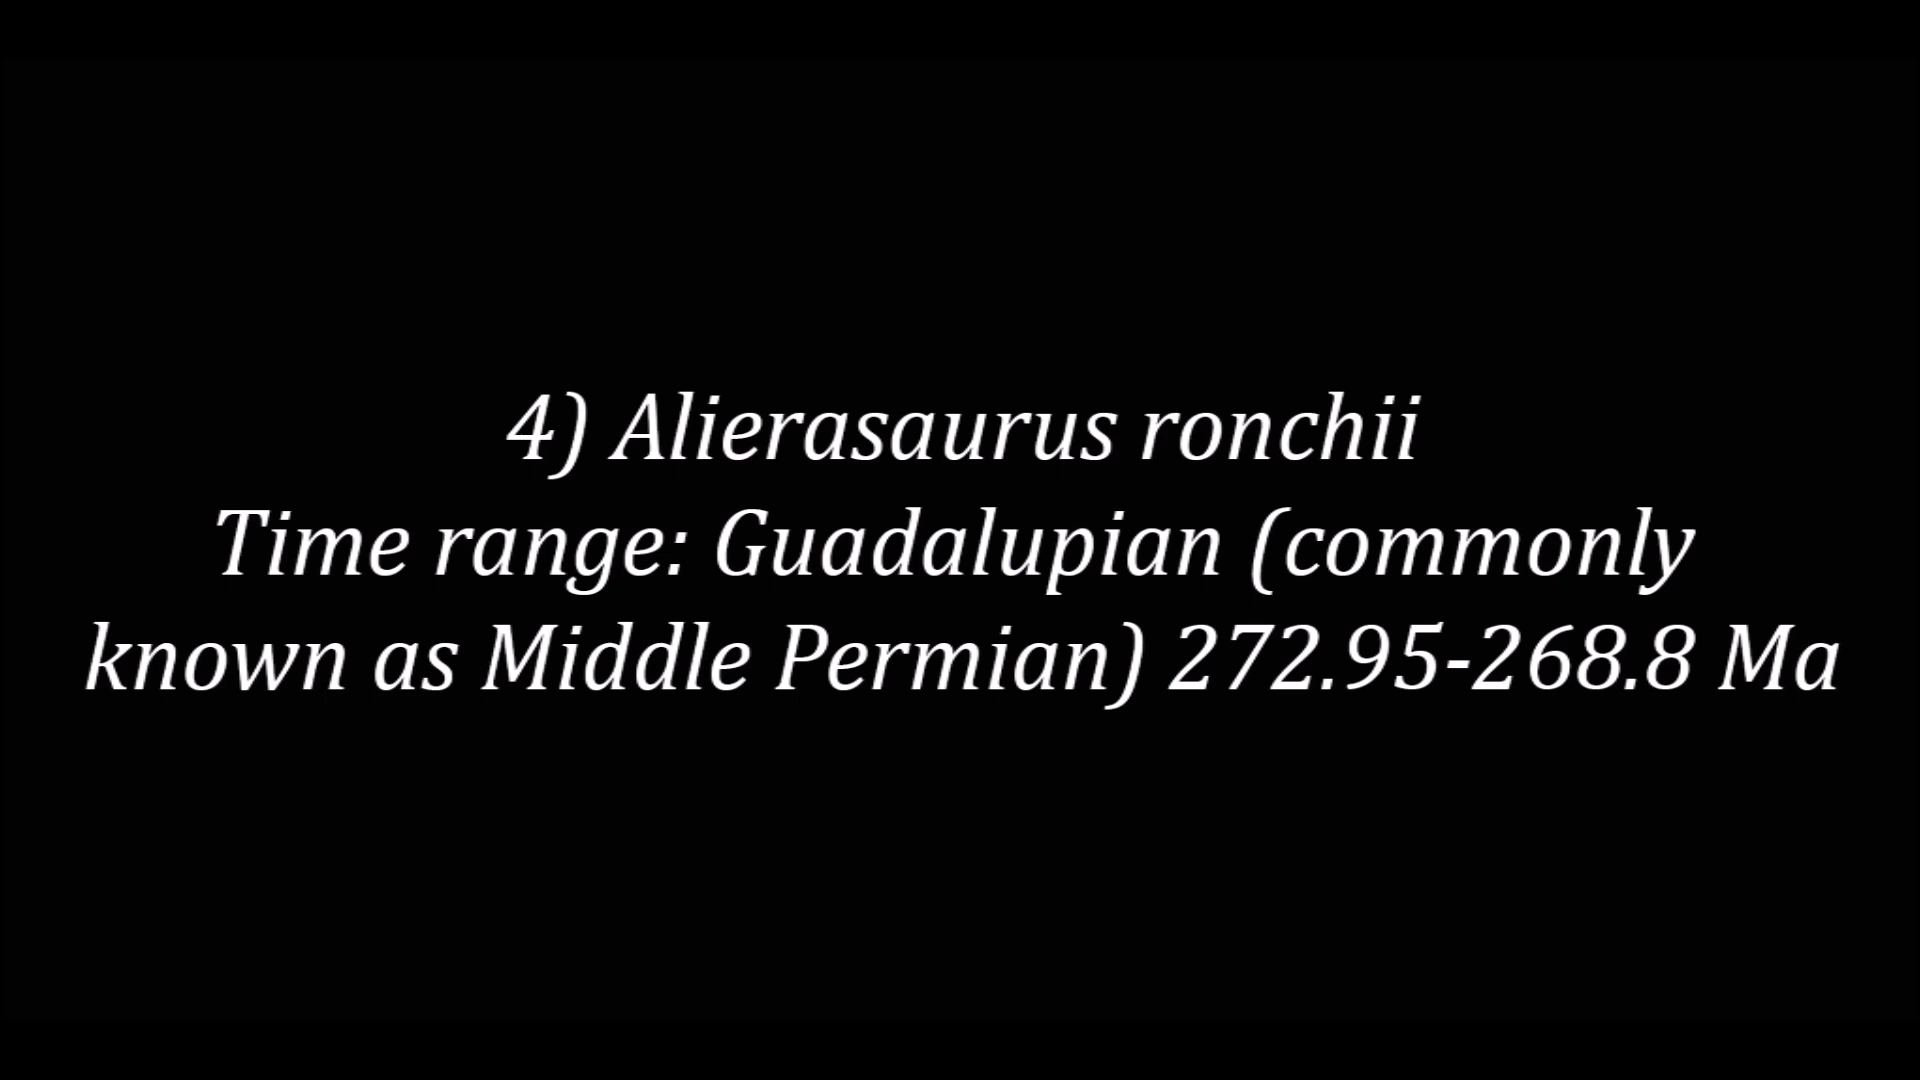 4) Alierasaurus ronchii
Time range: Guadalupian (commonly
known as Middle Permian) 272.95-268.8 Ma